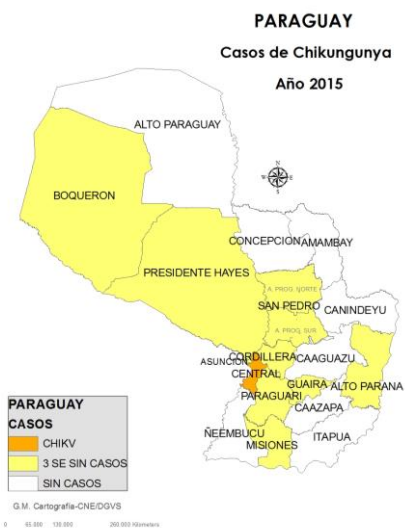 PARAGUAY
Casos de Chikungunya
Año 2015
ALTO PARAGUAY
BOQUERON
N
W E
S
CONCEPCION AMAMBAY
PRESIDENTE HAYES
A. PROG. NORTE
SAN PEDRO
CANINDEYU
A. PROG. SUR
CORDILLERA CAAGUAZU
ASUNCION
CENTRAL
GUAIRA ALTO PARANA
PARAGUARI
CAAZAPA
ÑEEMBUCU
ITAPUA
MISIONES
PARAGUAY
CASOS
CHIKV
3 SE SIN CASOS
SIN CASOS
G.M. Cartografia-CNE/DGVS